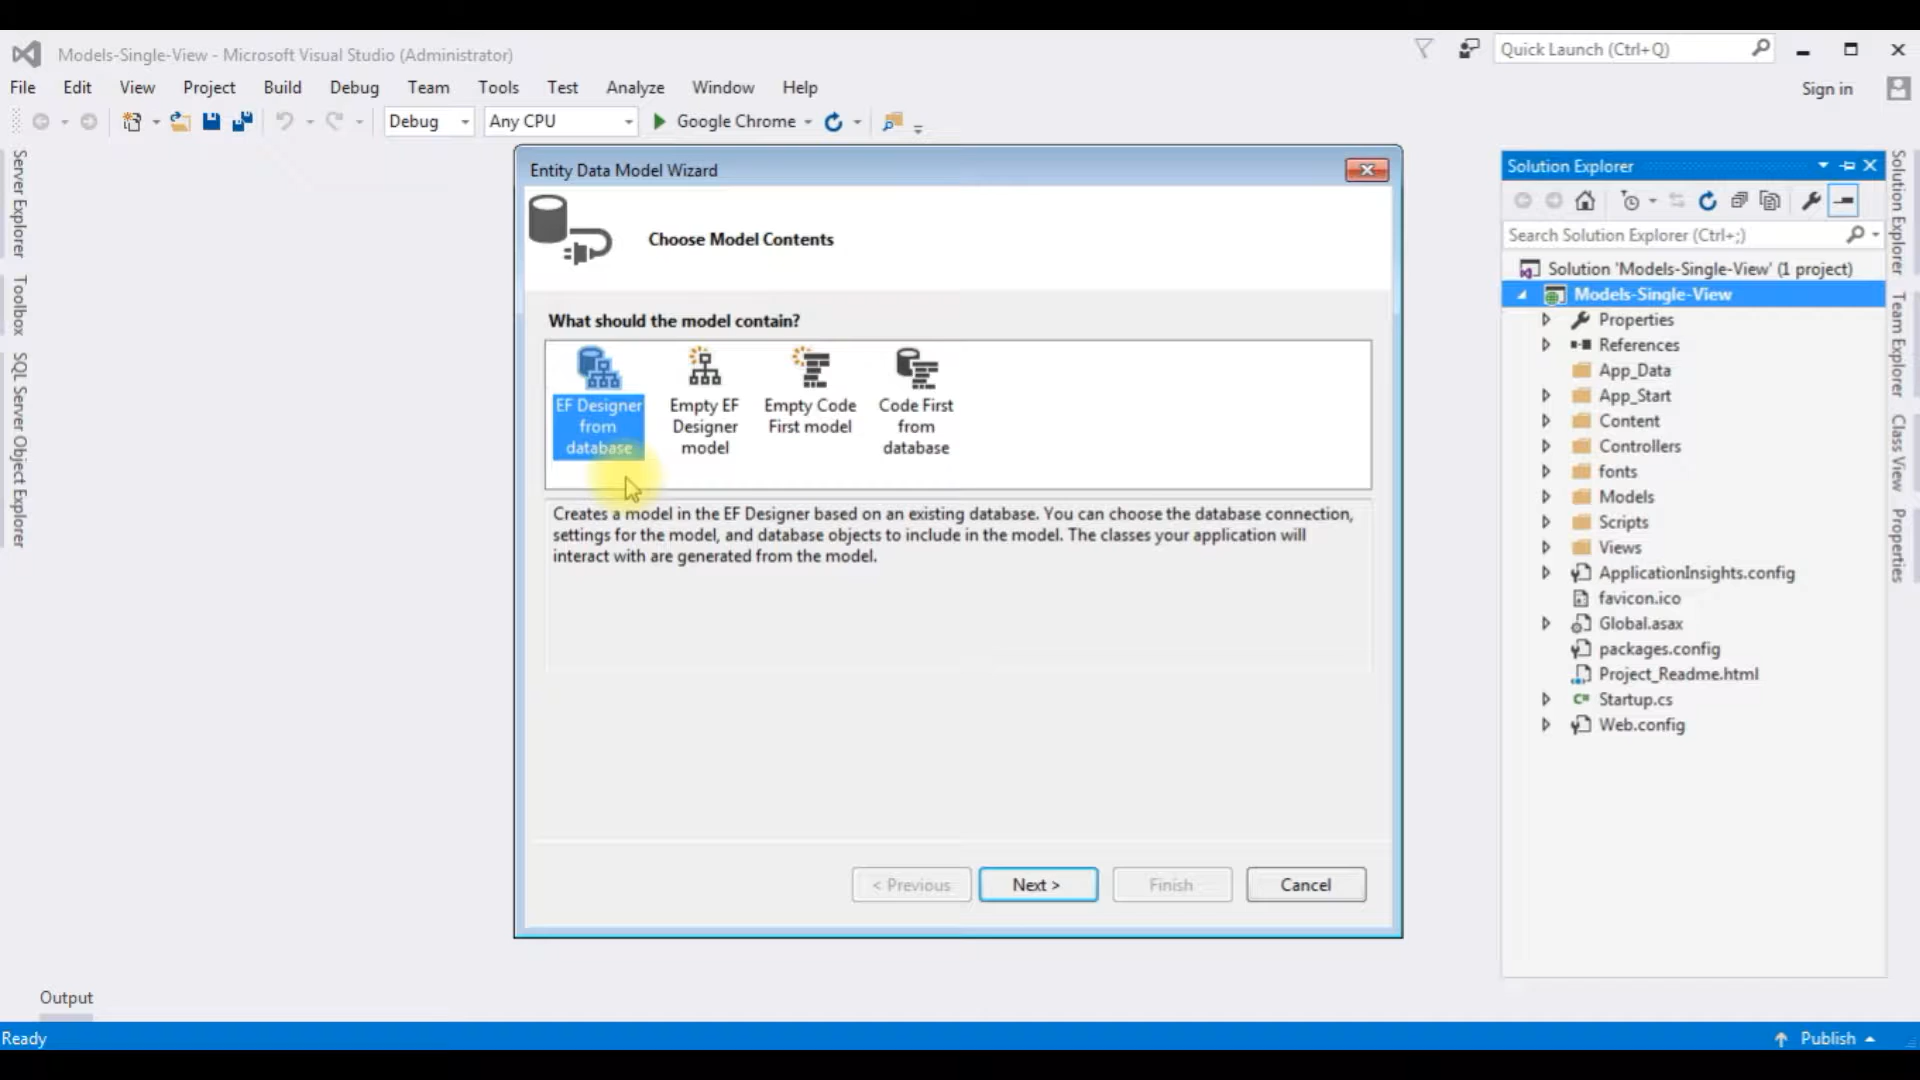 Models-Single-View - Microsoft Visual Studio (Administrator)
Quick Launch (Ctrl+Q)
File Edit View Project Build Debug Team Tools Test Analyze Window Help
Sign in
Debug Any CPU Google Chrome
Server Explorer
Toolbox
SQL Server Object Explorer
Entity Data Model Wizard
Choose Model Contents
What should the model contain?
EF Designer
from
database
Empty EF
Designer
model
Empty Code
First model
Code First
from
database
Creates a model in the EF Designer based on an existing database. You can choose the database connection,
settings for the model, and database objects to include in the model. The classes your application will
interact with are generated from the model.
< Previous
Next >
Finish
Cancel
Solution Explorer
Search Solution Explorer (Ctrl+;)
Solution 'Models-Single-View' (1 project)
Models-Single-View
Properties
References
App_Data
App_Start
Content
Controllers
fonts
Models
Scripts
Views
ApplicationInsights.config
favicon.ico
Global.asax
packages.config
Project_Readme.html
C# Startup.cs
Web.config
Solution Explorer
Team Explorer
Class View
Properties
Output
Ready
Publish